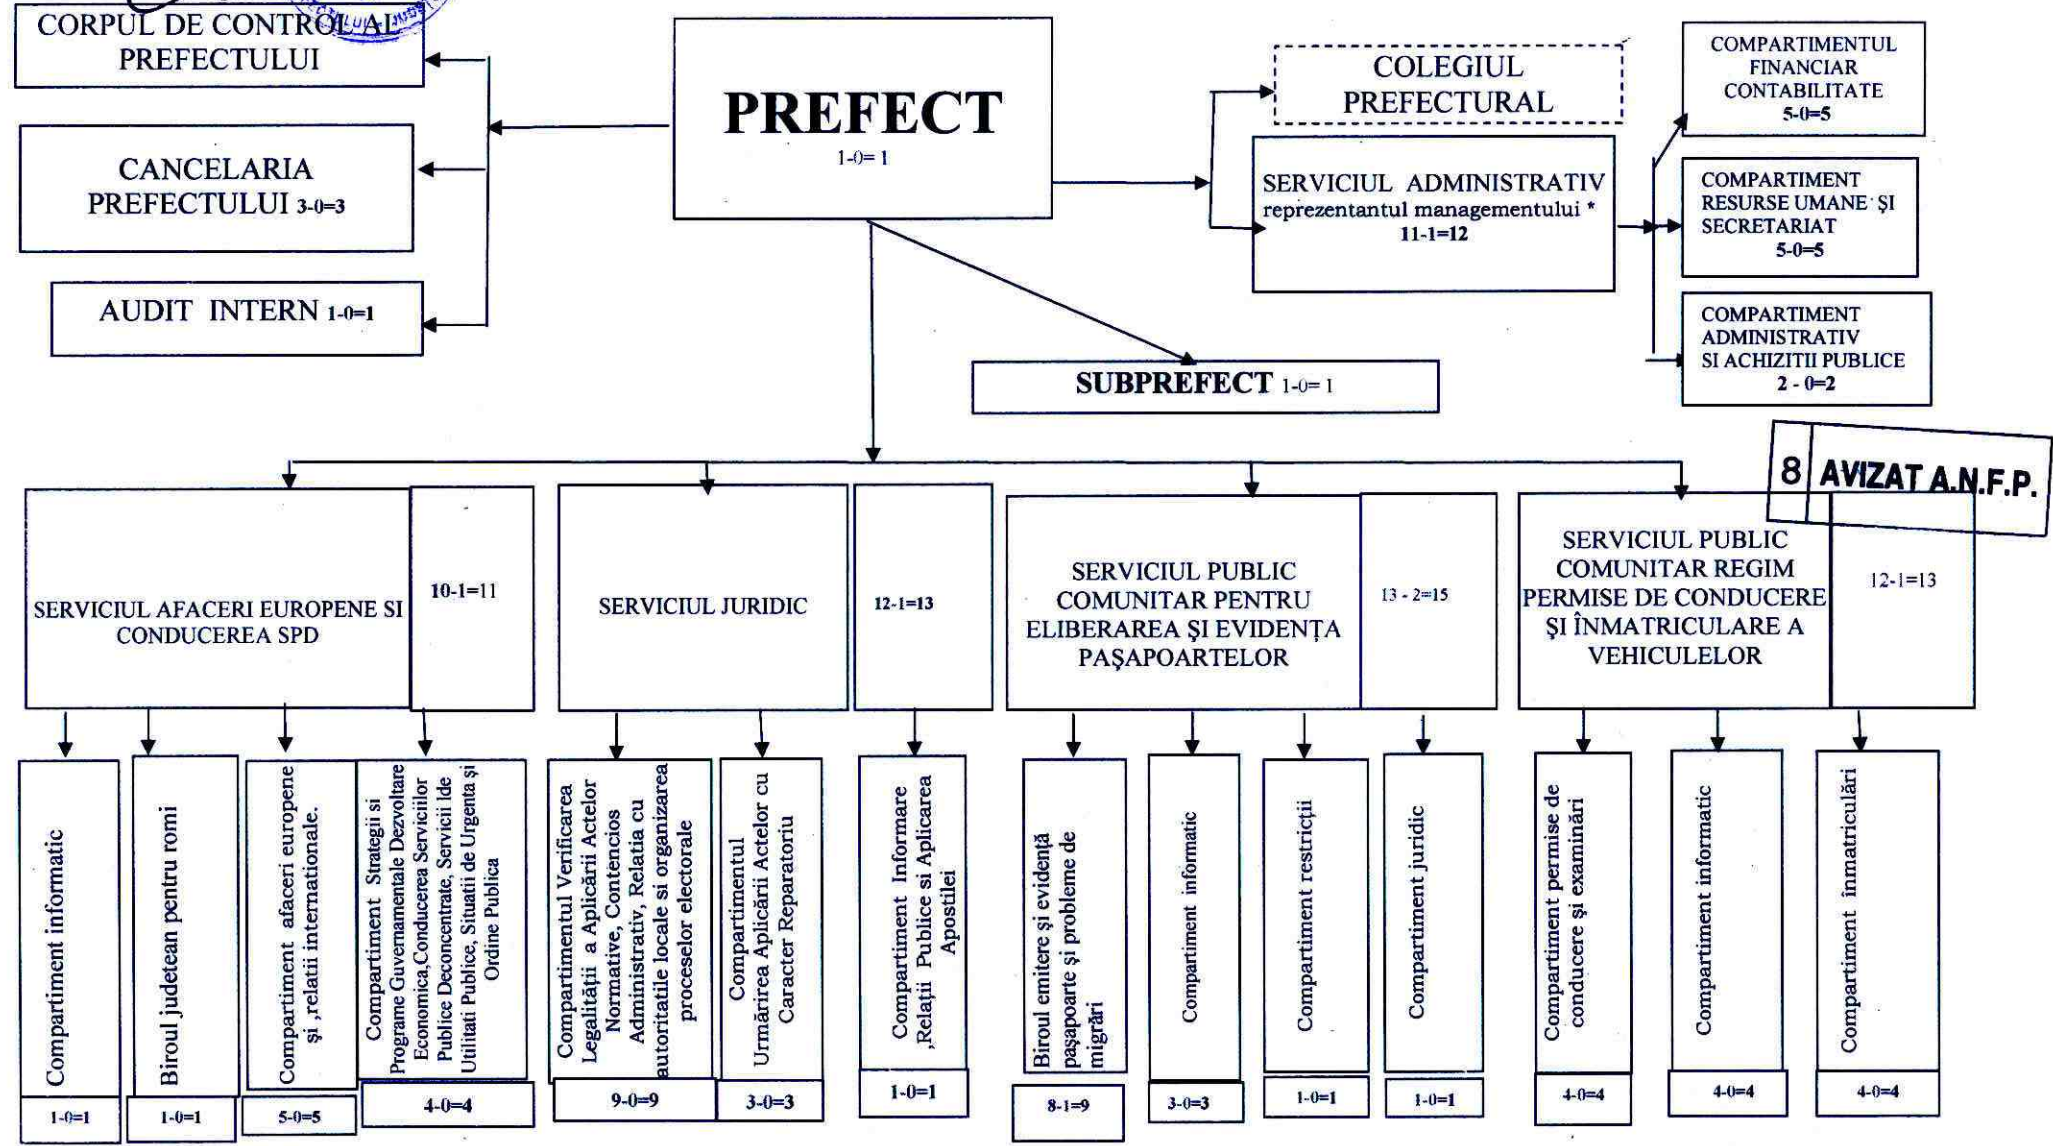 CORPUL DE CONTROL AL
PREFECTULUI
CANCELARIA
PREFECTULUI 3-0=3
AUDIT INTERN 1-0=1
PREFECT
1-0= 1
COLEGIUL
PREFECTURAL
SERVICIUL ADMINISTRATIV
reprezentantul managementului *
11-1=12
COMPARTIMENTUL
FINANCIAR
CONTABILITATE
5-0=5
COMPARTIMENT
RESURSE UMANE ŞI
SECRETARIAT
5-0=5
COMPARTIMENT
ADMINISTRATIV
SI ACHIZITII PUBLICE
2 - 0=2
SUBPREFECT 1-0= 1
8 AVIZAT A.N.F.P.
SERVICIUL AFACERI EUROPENE SI
CONDUCEREA SPD
10-1=11
SERVICIUL JURIDIC
12-1=13
SERVICIUL PUBLIC
COMUNITAR PENTRU
ELIBERAREA ŞI EVIDENŢA
PAŞAPOARTELOR
13 - 2=15
SERVICIUL PUBLIC
COMUNITAR REGIM
PERMISE DE CONDUCERE
ŞI ÎNMATRICULARE A
VEHICULELOR
12-1=13
Compartiment informatic
1-0=1
Biroul judetean pentru romi
1-0=1
Compartiment afaceri europene
şi ,relatii internationale.
5-0=5
Compartiment Strategii si
Programe Guvernamentale Dezvoltare
Economica,Conducerea Serviciilor
Publice Deconcentrate, Servicii lde
Utilitati Publice, Situatii de Urgenta şi
Ordine Publica
4-0=4
Compartimentul Verificarea
Legalităţii a Aplicării Actelor
Normative, Contencios
Administrativ, Relatia cu
autoritatile locale si organizarea
proceselor electorale
9-0=9
Compartimentul
Urmărirea Aplicării Actelor cu
Caracter Reparatoriu
3-0=3
Compartiment Informare
,Relaţii Publice si Aplicarea
Apostilei
1-0=1
Biroul emitere şi evidenţă
paşapoarte şi probleme de
migrări
8-1=9
Compartiment informatic
3-0=3
Compartiment restricţii
1-0=1
Compartiment juridic
1-0=1
Compartiment permise de
conducere şi examinări
4-0=4
Compartiment informatic
4-0=4
Compartiment înmatriculări
4-0=4